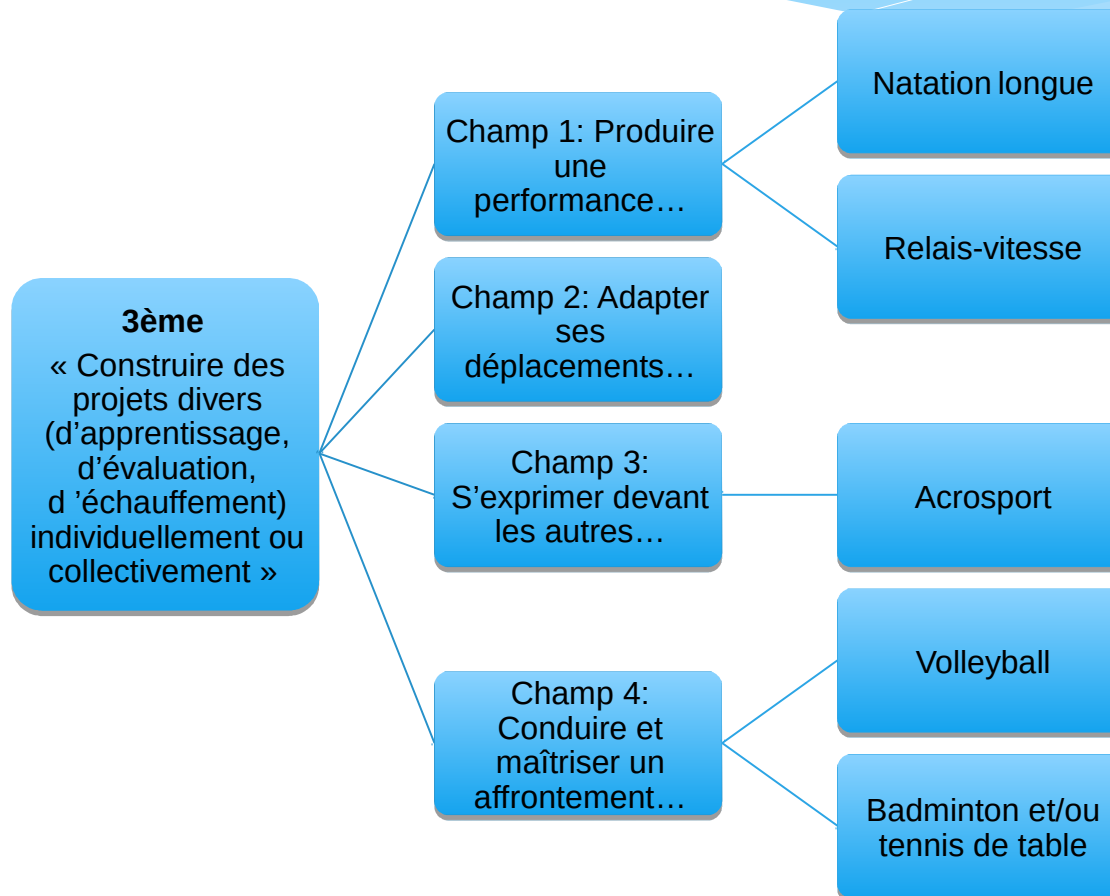 3ème
« Construire des
projets divers
(d’apprentissage,
d’évaluation,
d ’échauffement)
individuellement ou
collectivement »
Champ 1: Produire
une
performance…
Champ 2: Adapter
ses
déplacements…
Champ 3:
S’exprimer devant
les autres…
Champ 4:
Conduire et
maîtriser un
affrontement…
Natation longue
Relais-vitesse
Acrosport
Volleyball
Badminton et/ou
tennis de table